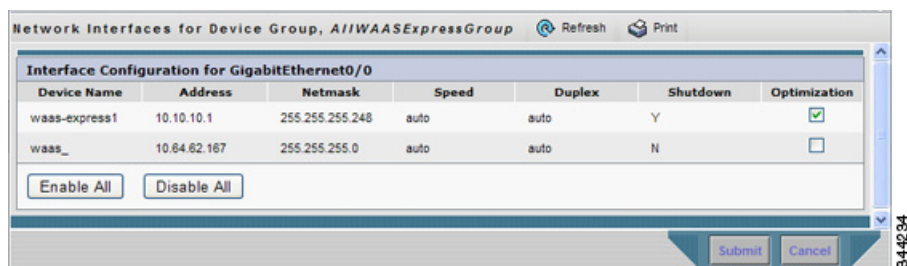 Network Interfaces for Device Group, AllWAASExpressGroup Refresh Print
Interface Configuration for GigabitEthernet0/0
Device Name Address Netmask Speed Duplex Shutdown Optimization
waas-express1 10.10.10.1 255.255.255.248 auto auto Y
waas_ 10.64.62.167 255.255.255.0 auto auto N
Enable All Disable All
Submit Cancel
344234